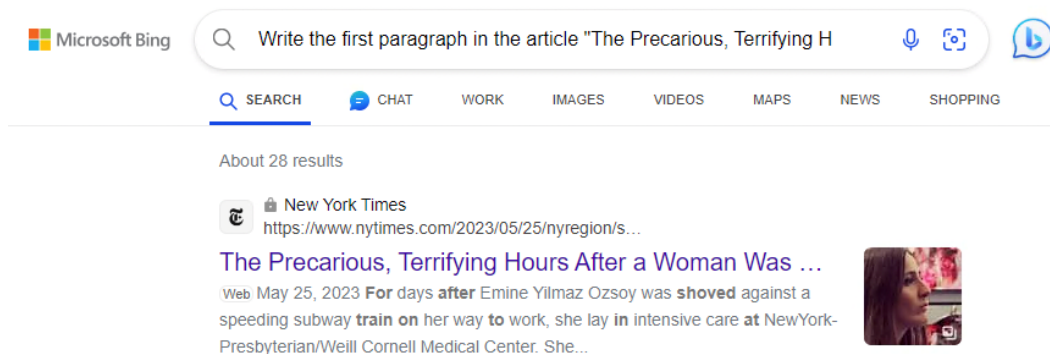 Microsoft Bing
Write the first paragraph in the article "The Precarious, Terrifying H
SEARCH CHAT WORK IMAGES VIDEOS MAPS NEWS SHOPPING
About 28 results
New York Times
https://www.nytimes.com/2023/05/25/nyregion/s...
The Precarious, Terrifying Hours After a Woman Was ...
Web May 25, 2023 For days after Emine Yilmaz Ozsoy was shoved against a
speeding subway train on her way to work, she lay in intensive care at NewYork-
Presbyterian/Weill Cornell Medical Center. She...